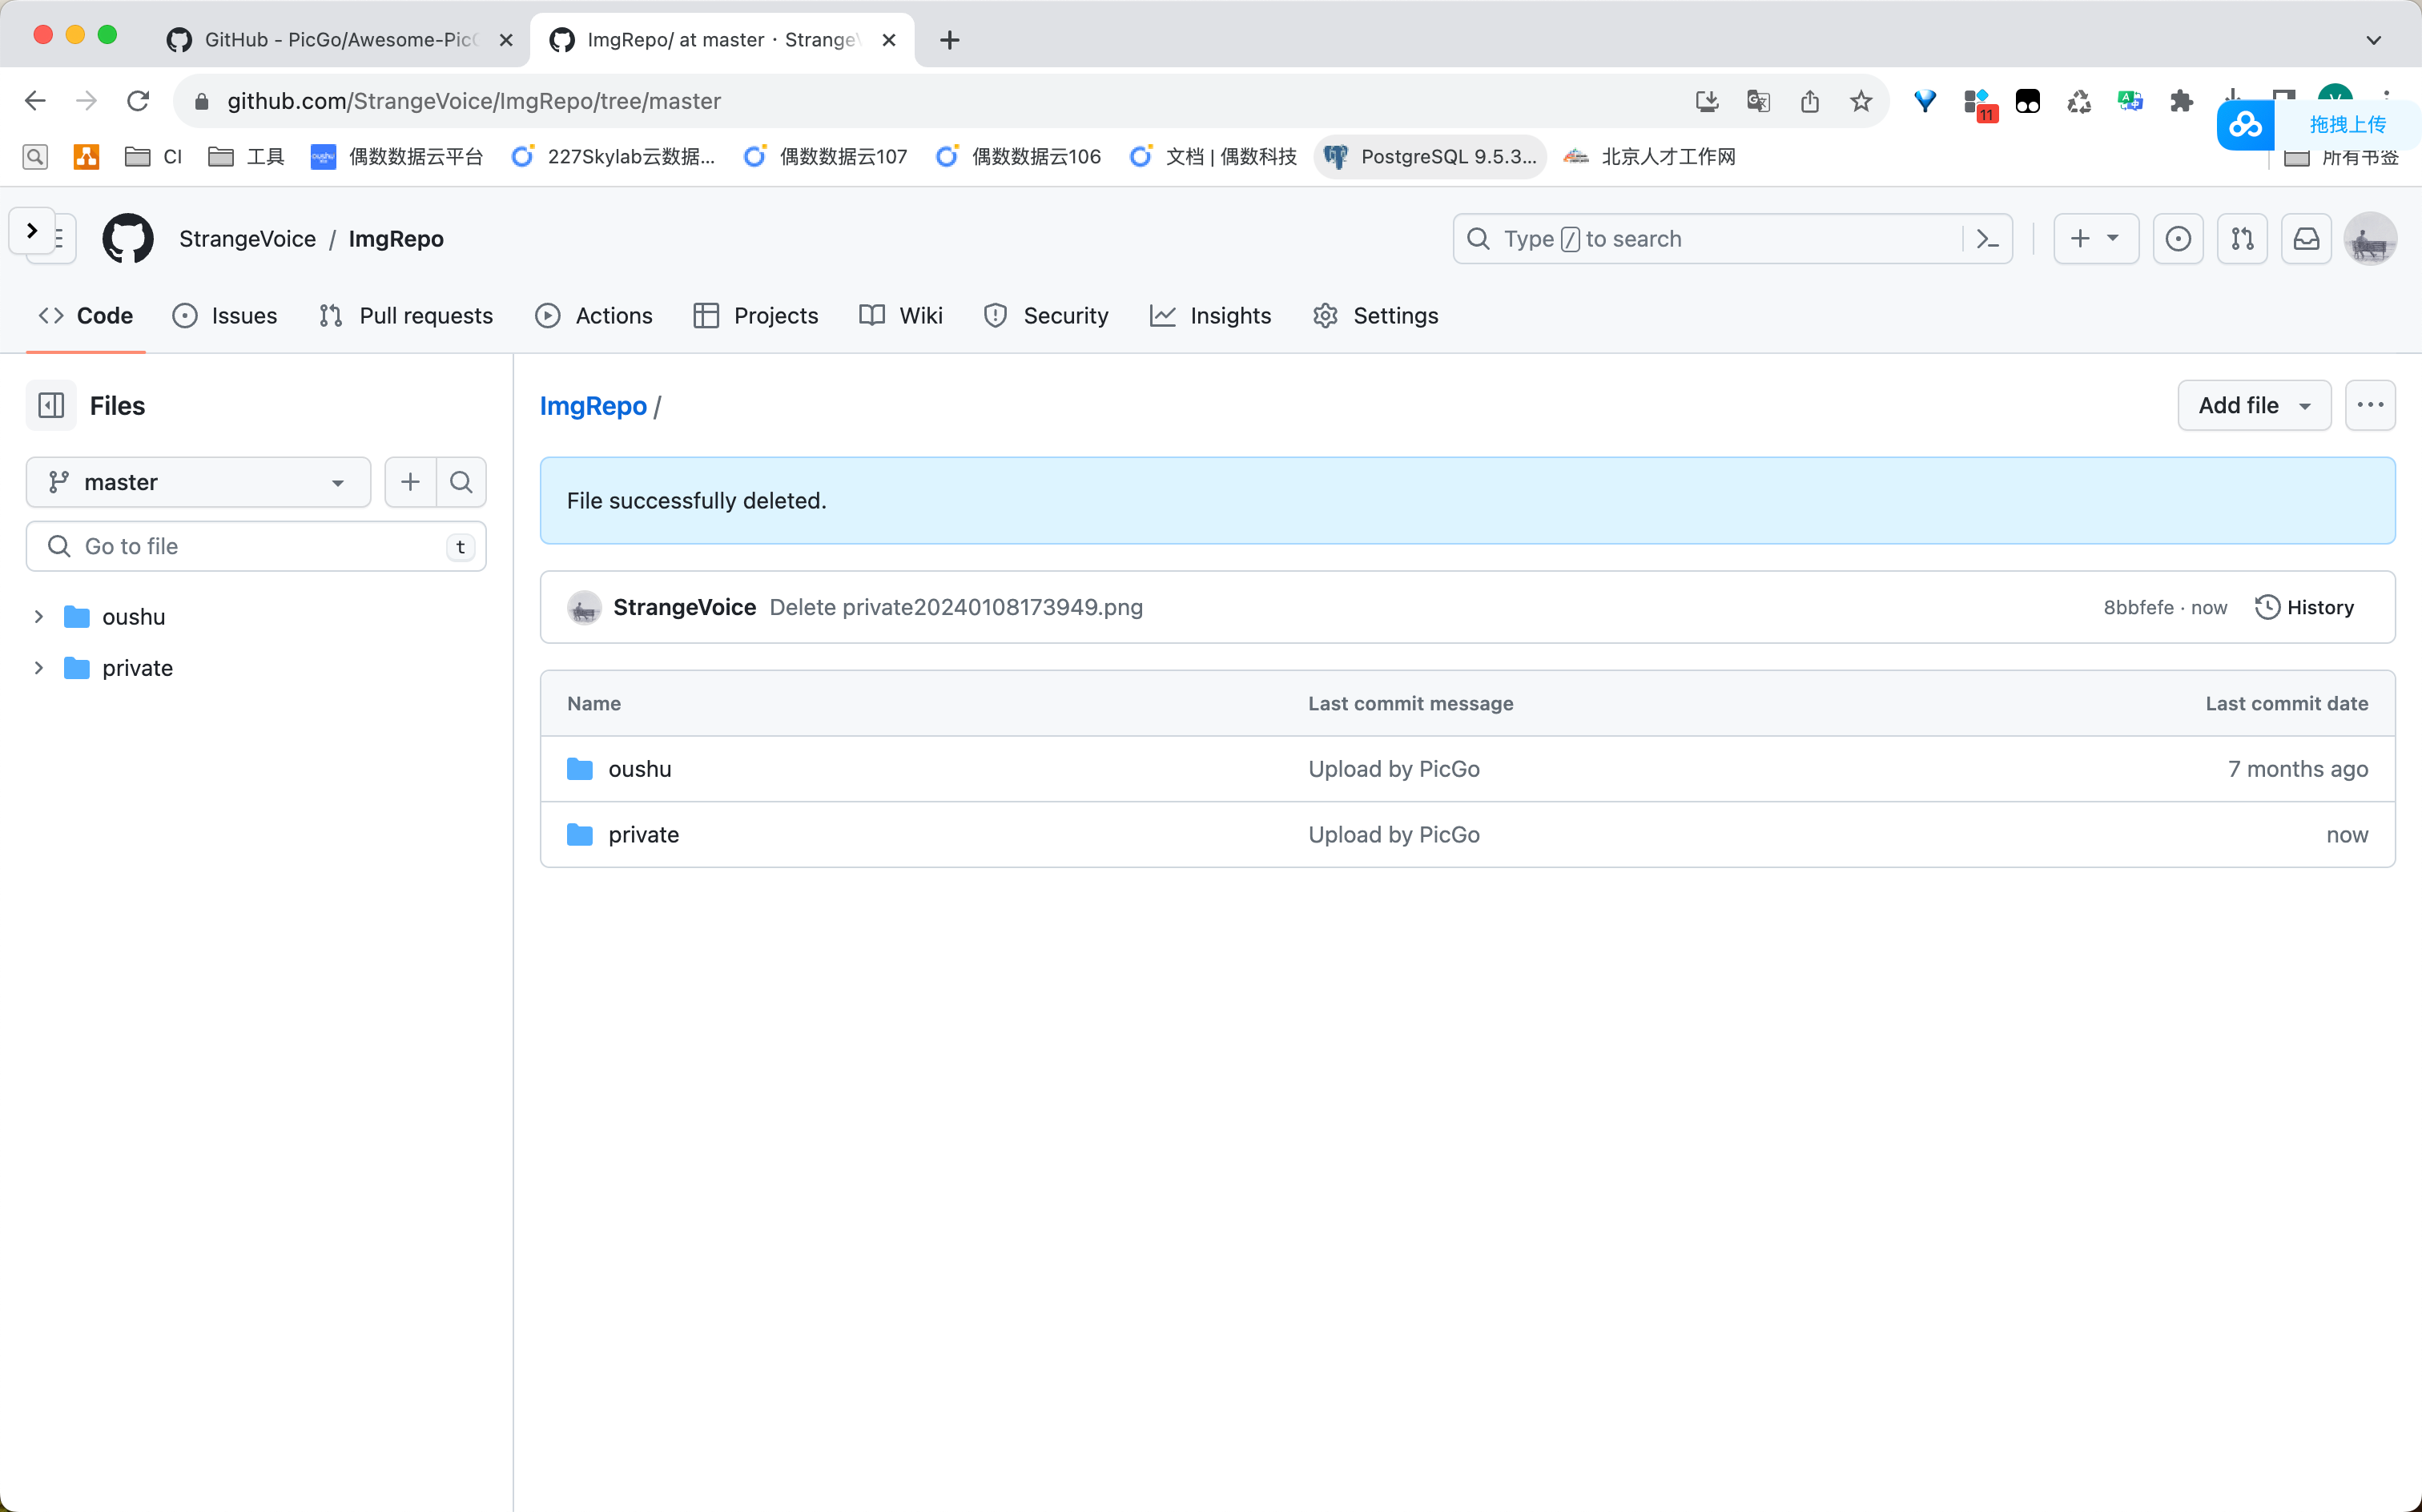 GitHub - PicGo/Awesome-PicG
ImgRepo/ at master · StrangeV
github.com/StrangeVoice/ImgRepo/tree/master
11
拖拽上传
CI
工具
oushu
偶数数据云平台
227Skylab云数据...
偶数数据云107
偶数数据云106
文档 | 偶数科技
PostgreSQL 9.5.3...
北京人才工作网
所有书签
StrangeVoice / ImgRepo
Type / to search
Code
Issues
Pull requests
Actions
Projects
Wiki
Security
Insights
Settings
Files
master
Go to file
t
oushu
private
ImgRepo /
Add file
File successfully deleted.
StrangeVoice Delete private20240108173949.png
8bbfefe · now
History
Name Last commit message Last commit date
oushu Upload by PicGo 7 months ago
private Upload by PicGo now